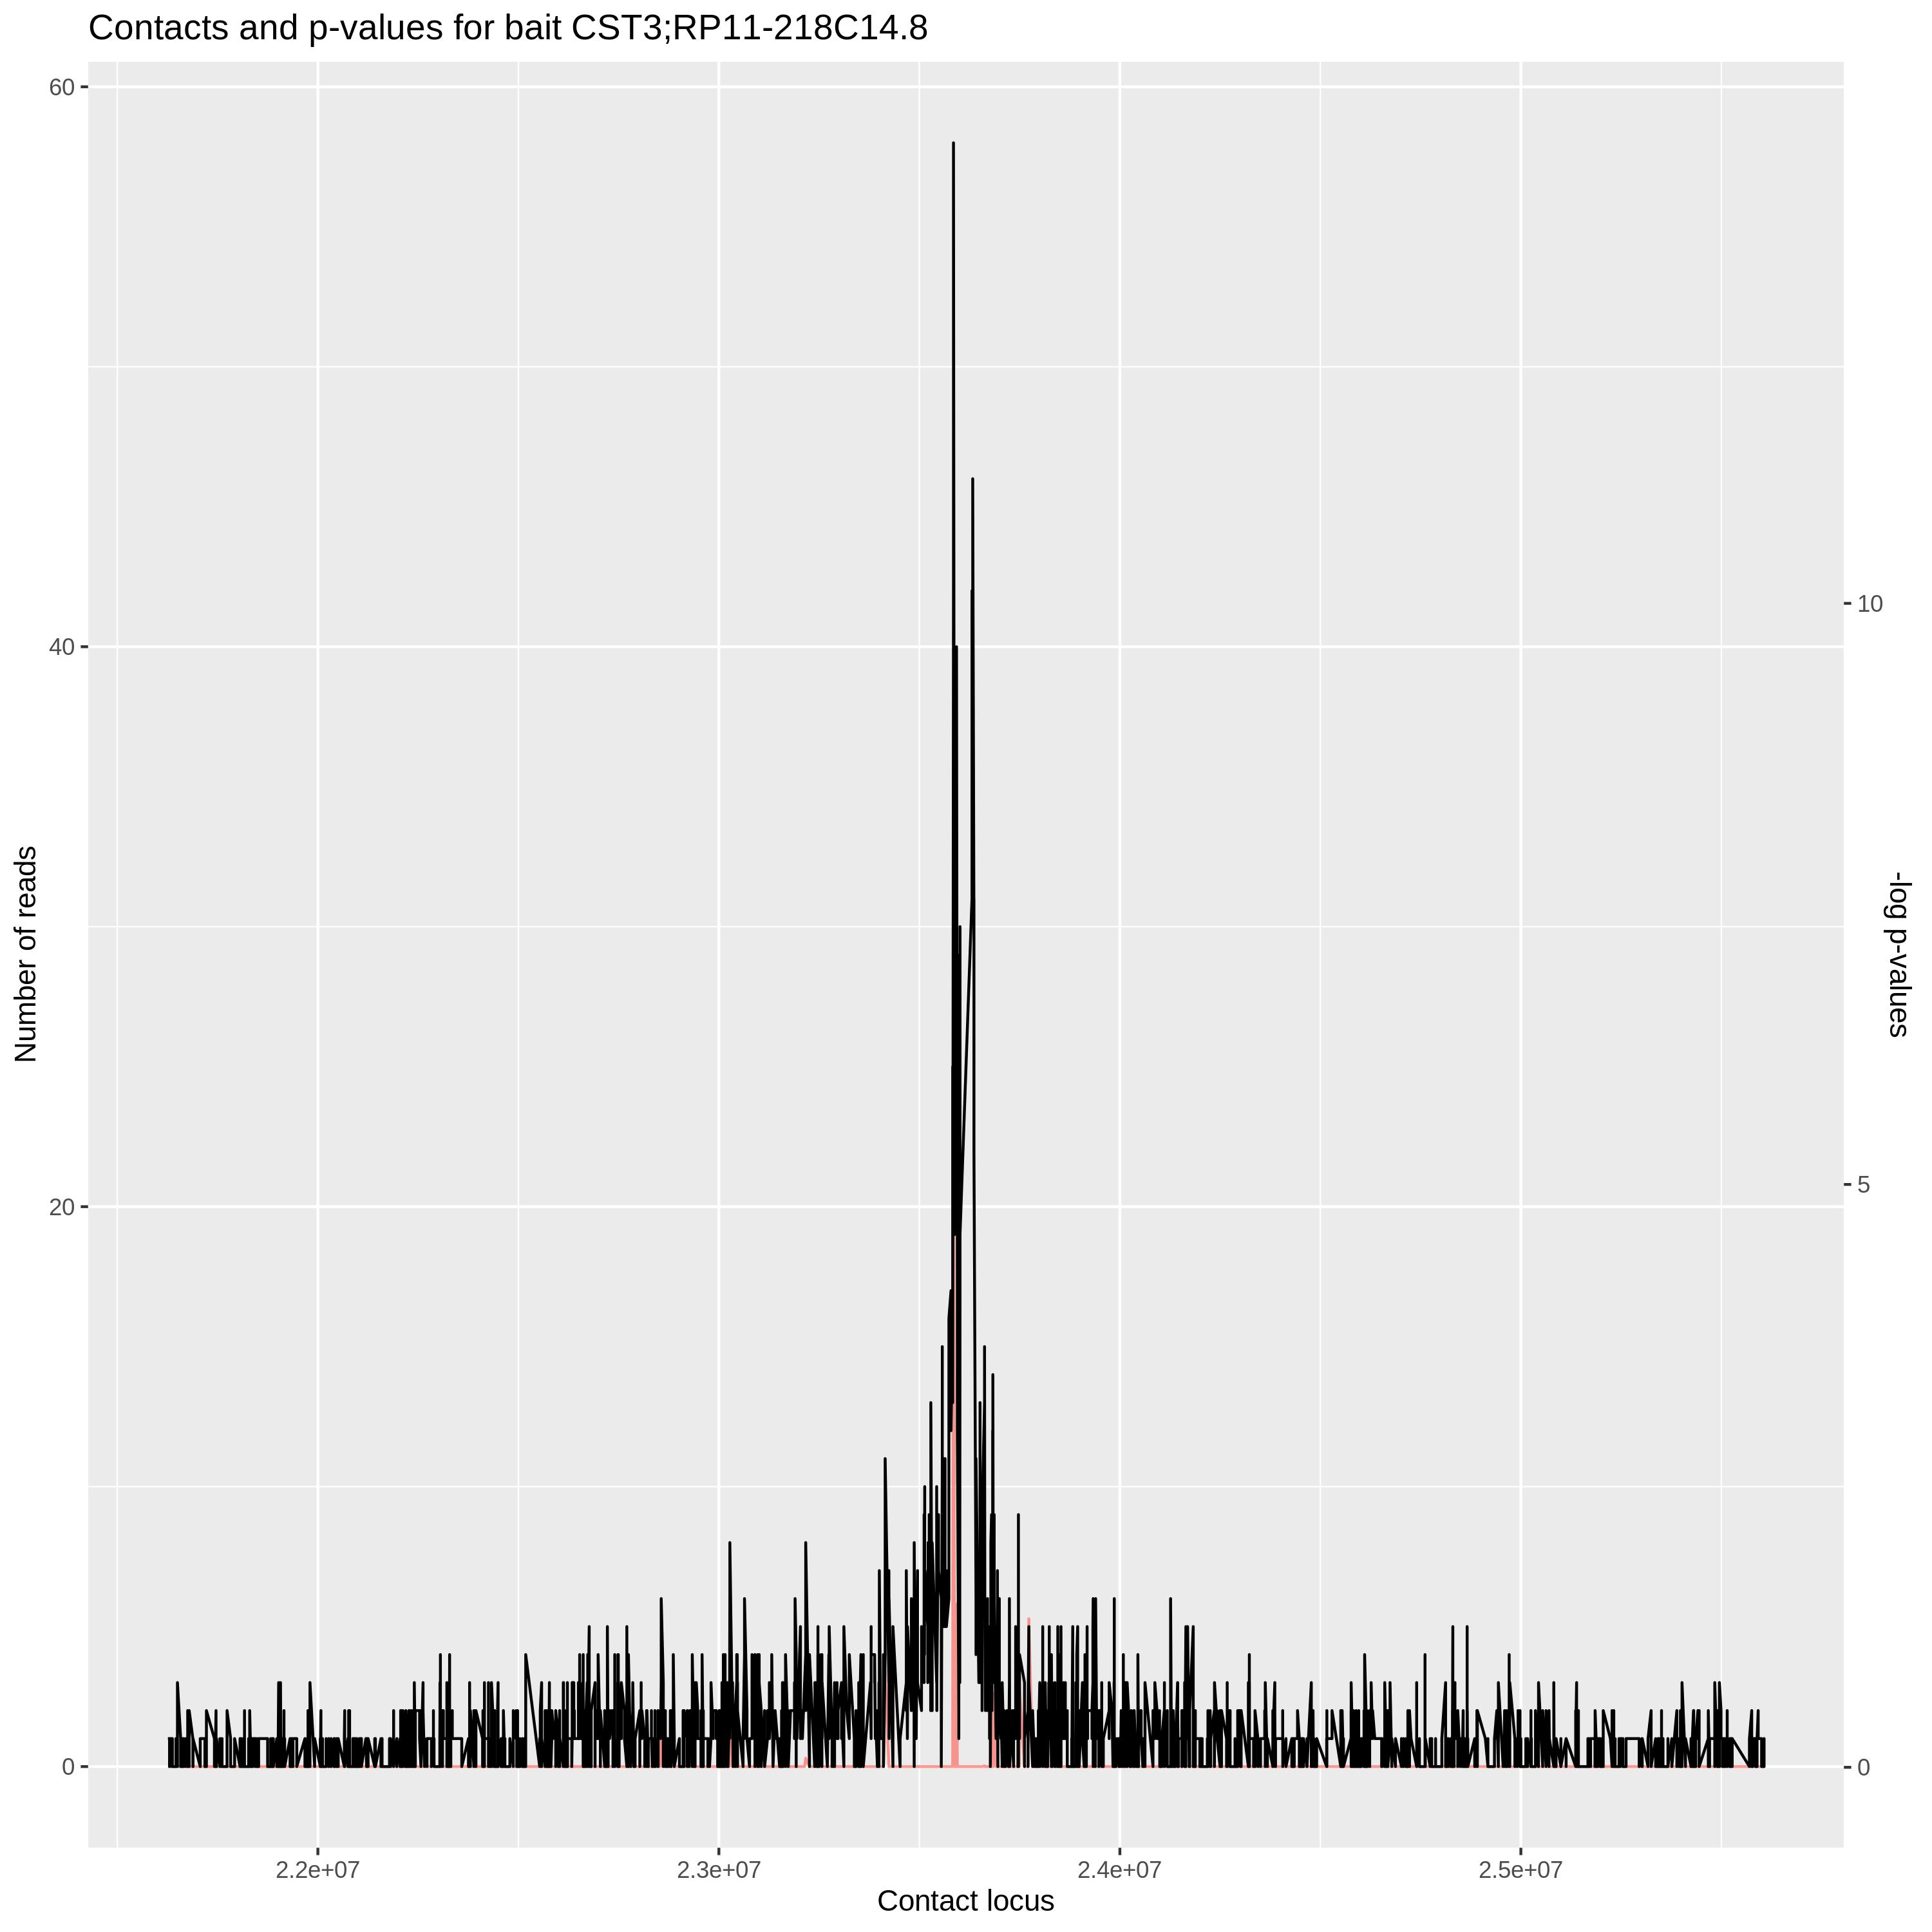 Contacts and p-values for bait CST3;RP11-218C14.8
60
40
20
0
Number of reads
10
5
0
-log p-values
2.2e+07
2.3e+07
2.4e+07
2.5e+07
Contact locus